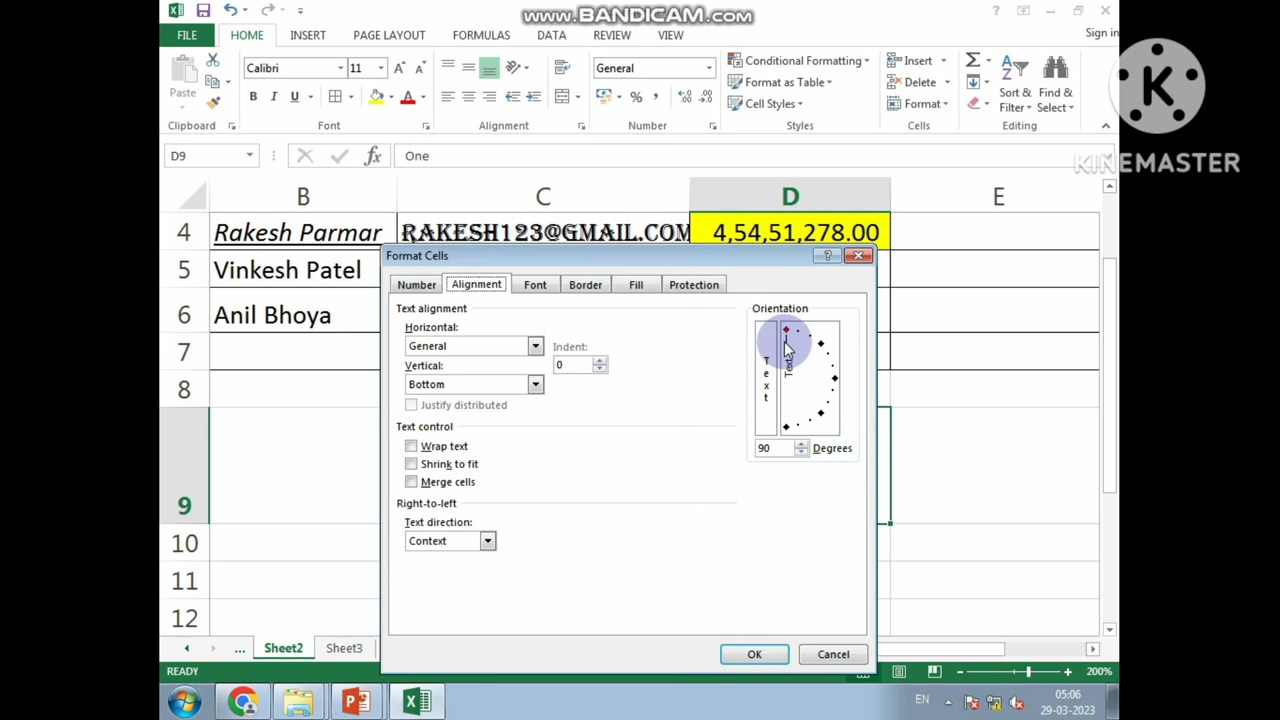 www.BANDICAM.com
Sign in
FILE HOME INSERT PAGE LAYOUT FORMULAS DATA REVIEW VIEW
K
KINEMASTER
Paste
Calibri 11
B I U
General
Conditional Formatting
Format as Table
Cell Styles
Insert
Delete
Format
Sort & Filter
Find & Select
Clipboard Font Alignment Number Styles Cells Editing
D9 fx One
B C D E
4 Rakesh Parmar RAKESH123@GMAIL.COM 4,54,51,278.00
5 Vinkesh Patel
6 Anil Bhoya
7
8
9
10
11
12
Format Cells
Number Alignment Font Border Fill Protection
Text alignment
Horizontal:
General
Indent:
0
Vertical:
Bottom
Justify distributed
Text control
Wrap text
Shrink to fit
Merge cells
Right-to-left
Text direction:
Context
Orientation
Text
Text
90 Degrees
OK Cancel
... Sheet2 Sheet3
READY 200%
EN 05:06
29-03-2023